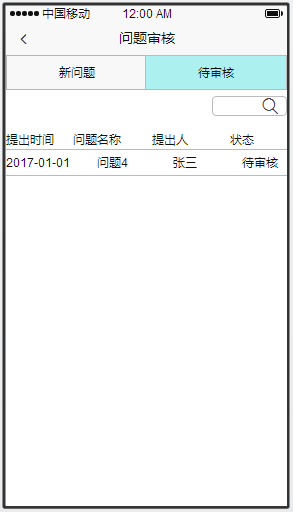 中国移动 12:00 AM
问题审核
新问题 待审核
提出时间 问题名称 提出人 状态
2017-01-01 问题4 张三 待审核